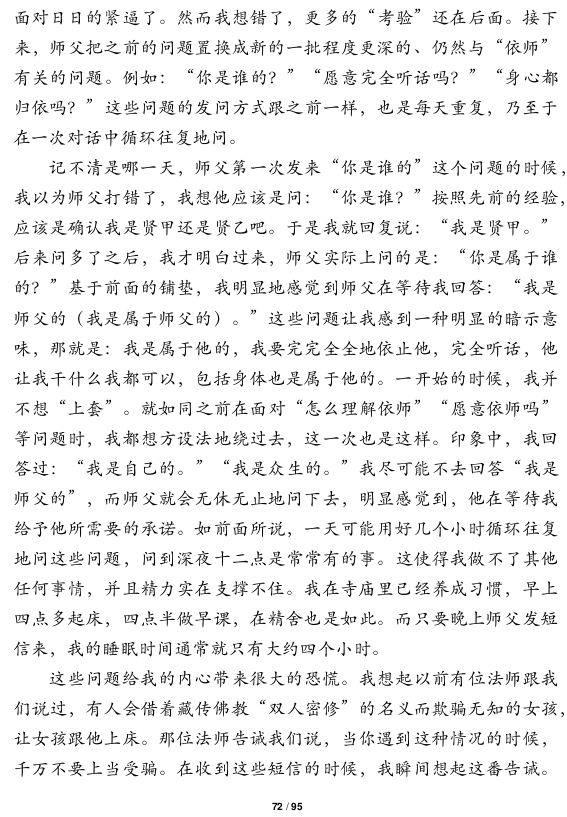 面对日日的紧逼了。然而我想错了，更多的“考验”还在后面。接下
来，师父把之前的问题置换成新的一批程度更深的、仍然与“依师”
有关的问题。例如：“你是谁的？”“愿意完全听话吗？”“身心都
归依吗？”这些问题的发问方式跟之前一样，也是每天重复，乃至于
在一次对话中循环往复地问。
记不清是哪一天，师父第一次发来“你是谁的”这个问题的时候，
我以为师父打错了，我想他应该是问：“你是谁？”按照先前的经验，
应该是确认我是贤甲还是贤乙吧。于是我就回复说：“我是贤甲。”
后来问多了之后，我才明白过来，师父实际上问的是：“你是属于谁
的？”基于前面的铺垫，我明显地感觉到师父在等待我回答：“我是
师父的（我是属于师父的）。”这些问题让我感到一种明显的暗示意
味，那就是：我是属于他的，我要完完全全地依止他，完全听话，他
让我干什么我都可以，包括身体也是属于他的。一开始的时候，我并
不想“上套”。就如同之前在面对“怎么理解依师”“愿意依师吗”
等问题时，我都想方设法地绕过去，这一次也是这样。印象中，我回
答过：“我是自己的。”“我是众生的。”我尽可能不去回答“我是
师父的”，而师父就会无休无止地问下去，明显感觉到，他在等待我
给予他所需要的承诺。如前面所说，一天可能用好几个小时循环往复
地问这些问题，问到深夜十二点是常常有的事。这使得我做不了其他
任何事情，并且精力实在支撑不住。我在寺庙里已经养成习惯，早上
四点多起床，四点半做早课，在精舍也是如此。而只要晚上师父发短
信来，我的睡眠时间通常就只有大约四个小时。
这些问题给我的内心带来很大的恐慌。我想起以前有位法师跟我
们说过，有人会借着藏传佛教“双人密修”的名义而欺骗无知的女孩，
让女孩跟他上床。那位法师告诫我们说，当你遇到这种情况的时候，
千万不要上当受骗。在收到这些短信的时候，我瞬间想起这番告诫。
72 / 95